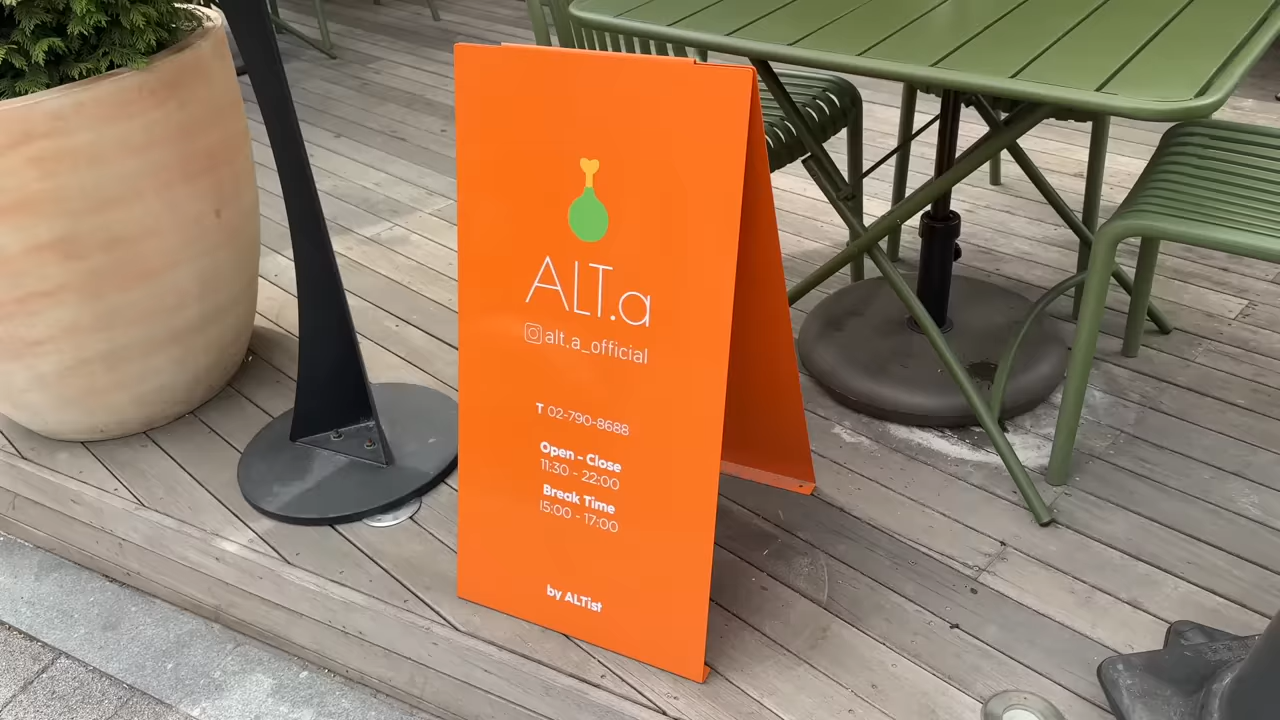 ALT.a
alt.a_official
T 02-790-8688
Open - Close
11:30 - 22:00
Break Time
15:00 - 17:00
by ALTist